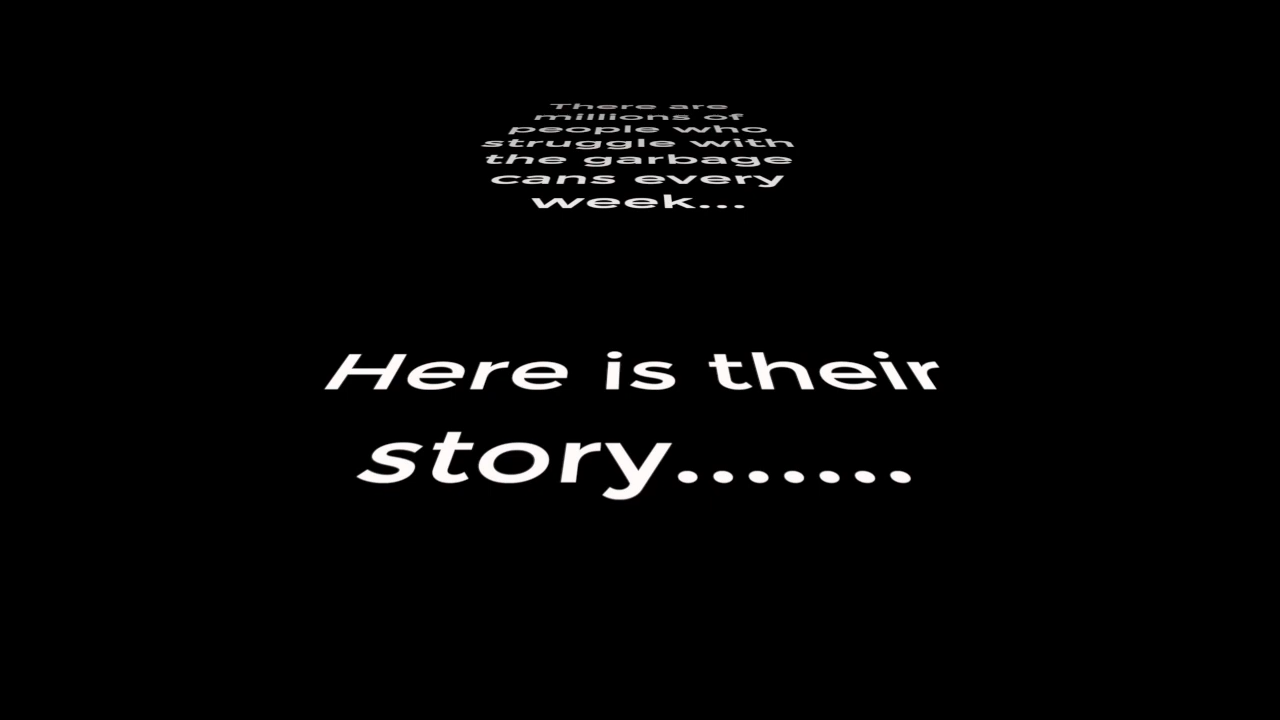 There are
millions of
people who
struggle with
the garbage
cans every
week...
Here is their
story.......